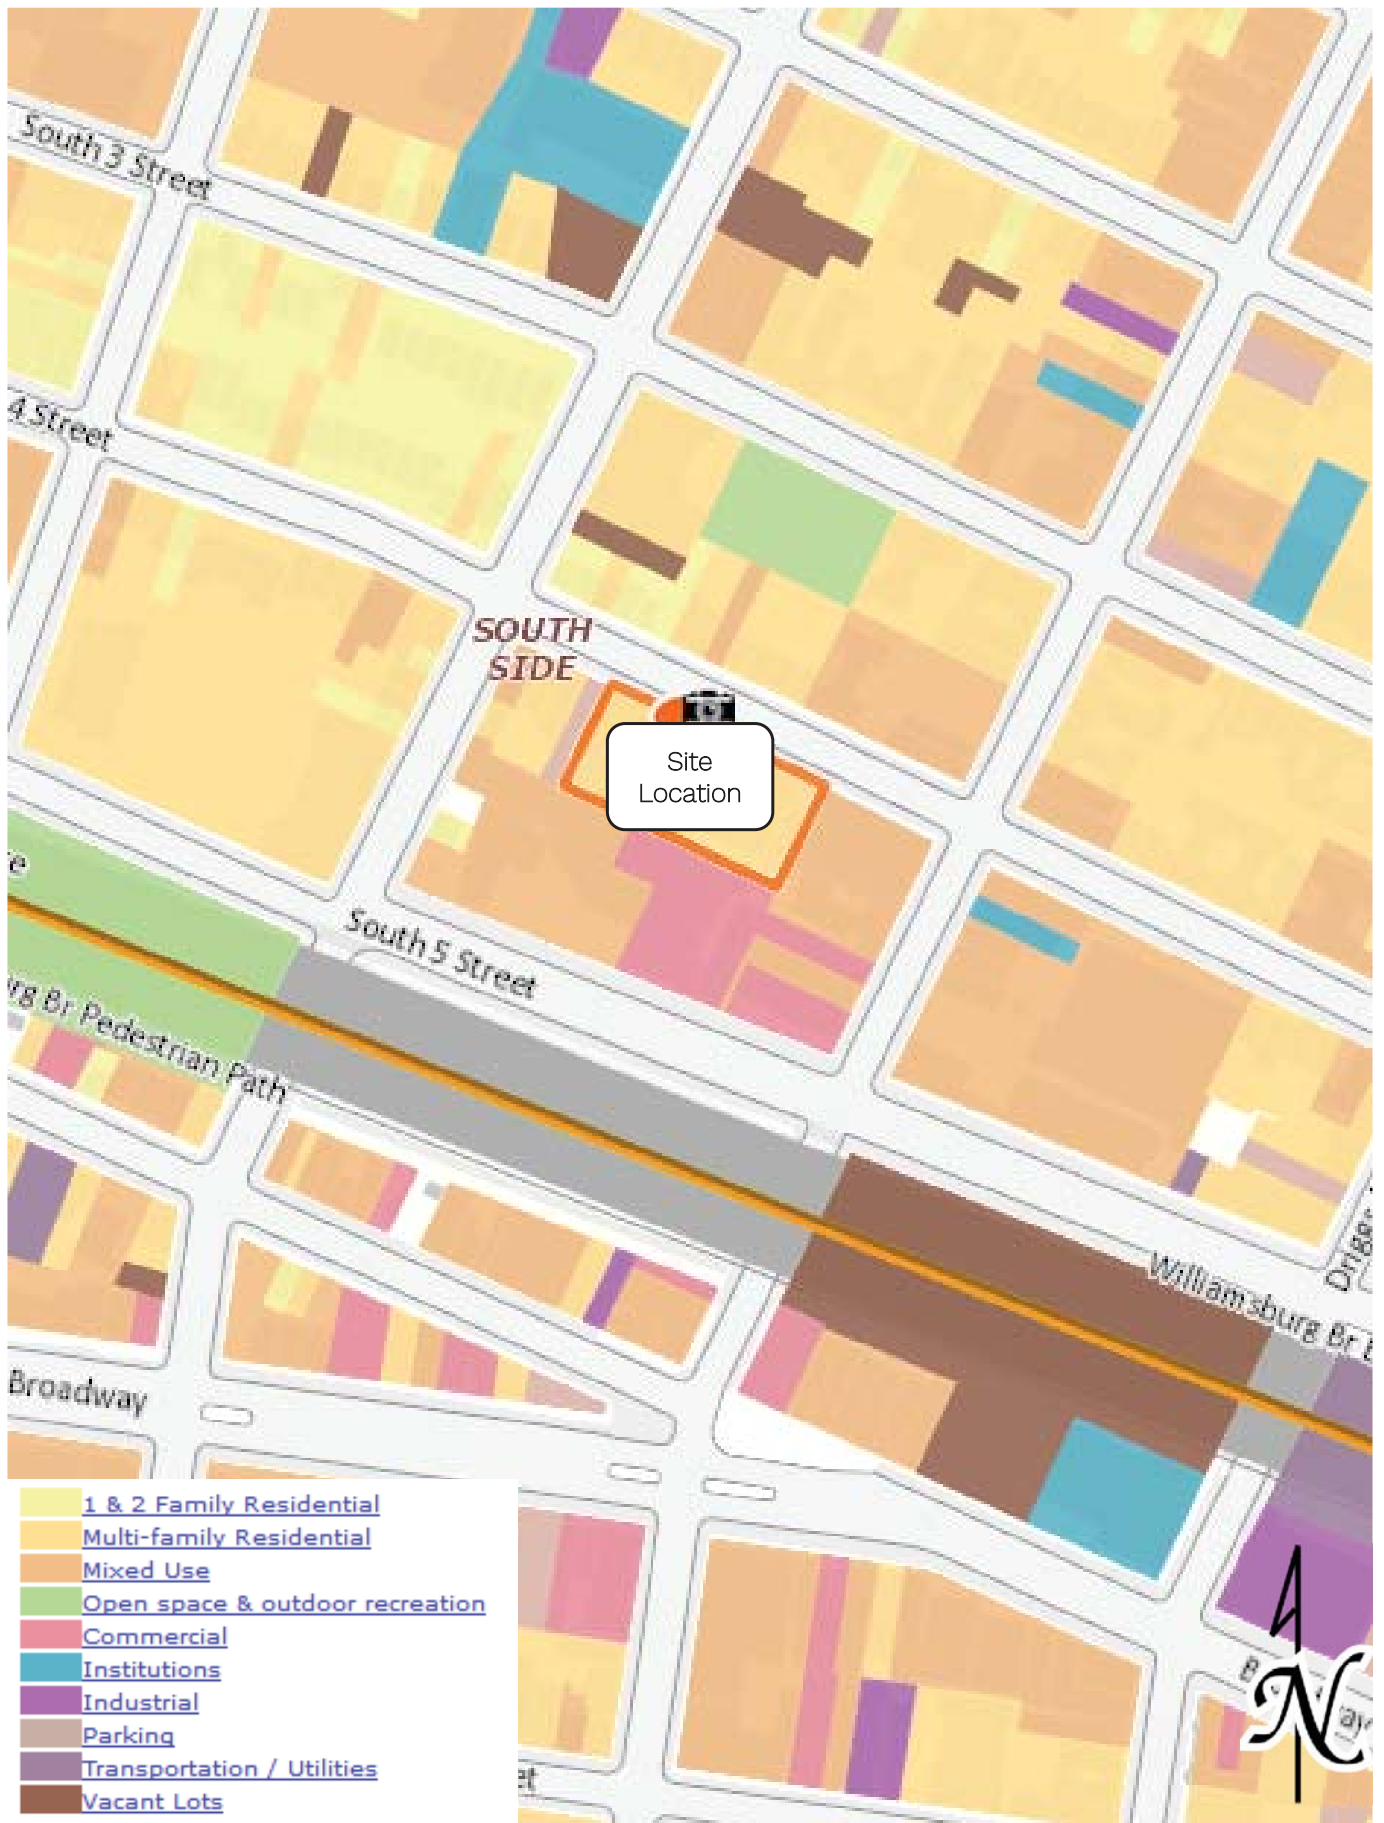 South 3 Street
4 Street
SOUTH
SIDE
Site
Location
South 5 Street
Br Pedestrian Path
Williamsburg Br
Broadway
1 & 2 Family Residential
Multi-family Residential
Mixed Use
Open space & outdoor recreation
Commercial
Institutions
Industrial
Parking
Transportation / Utilities
Vacant Lots
N